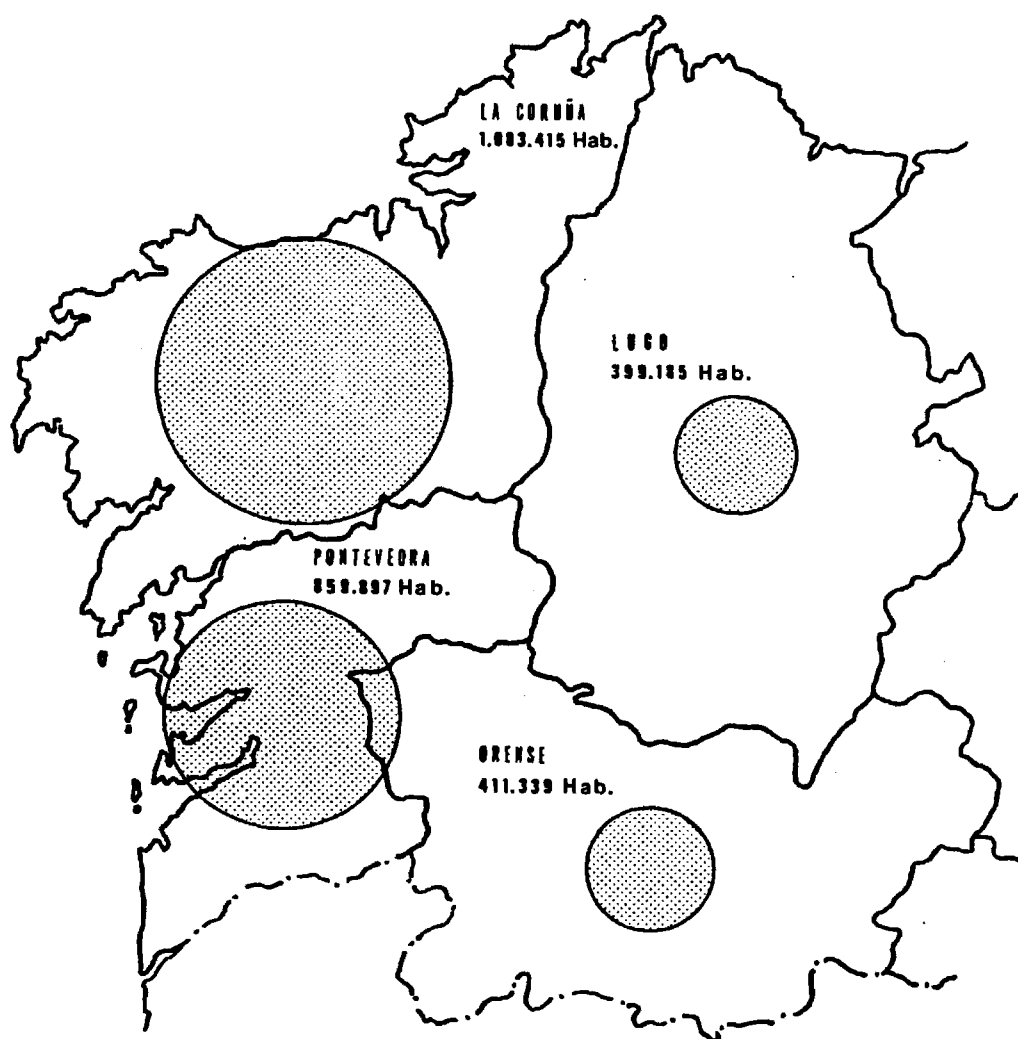 LA CORUÑA
1.083.415 Hab.
LUGO
399.185 Hab.
PONTEVEDRA
859.897 Hab.
ORENSE
411.339 Hab.